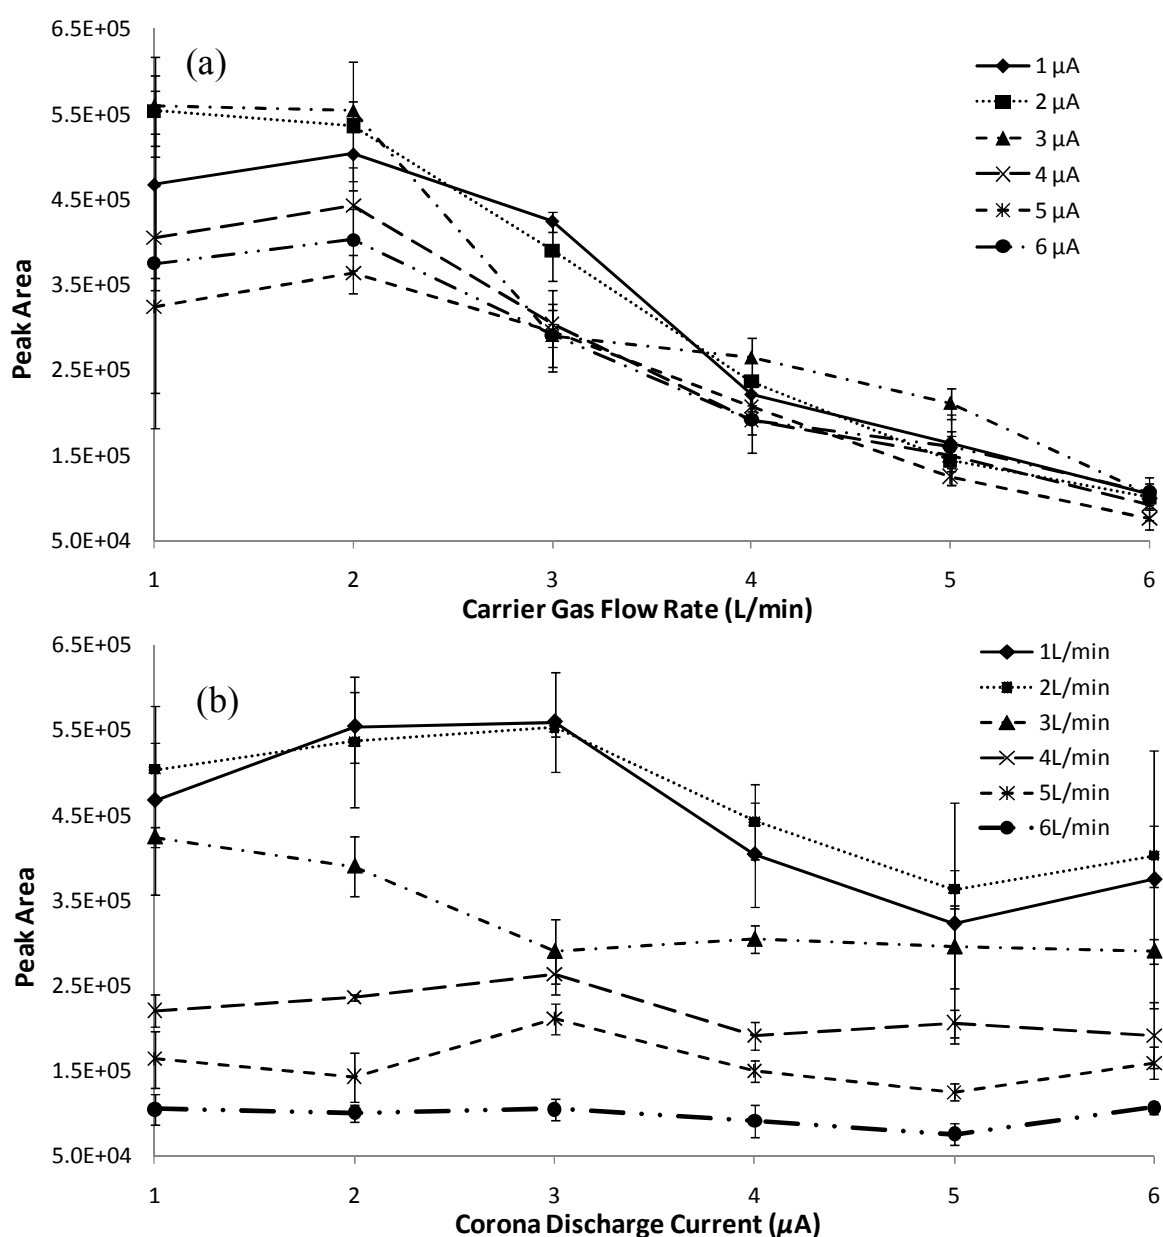 6.5E+05
5.5E+05
4.5E+05
3.5E+05
2.5E+05
1.5E+05
5.0E+04
Peak Area
(a)
1 µA
2 µA
3 µA
4 µA
5 µA
6 µA
1 2 3 4 5 6
Carrier Gas Flow Rate (L/min)
6.5E+05
5.5E+05
4.5E+05
3.5E+05
2.5E+05
1.5E+05
5.0E+04
Peak Area
(b)
1L/min
2L/min
3L/min
4L/min
5L/min
6L/min
1 2 3 4 5 6
Corona Discharge Current (µA)